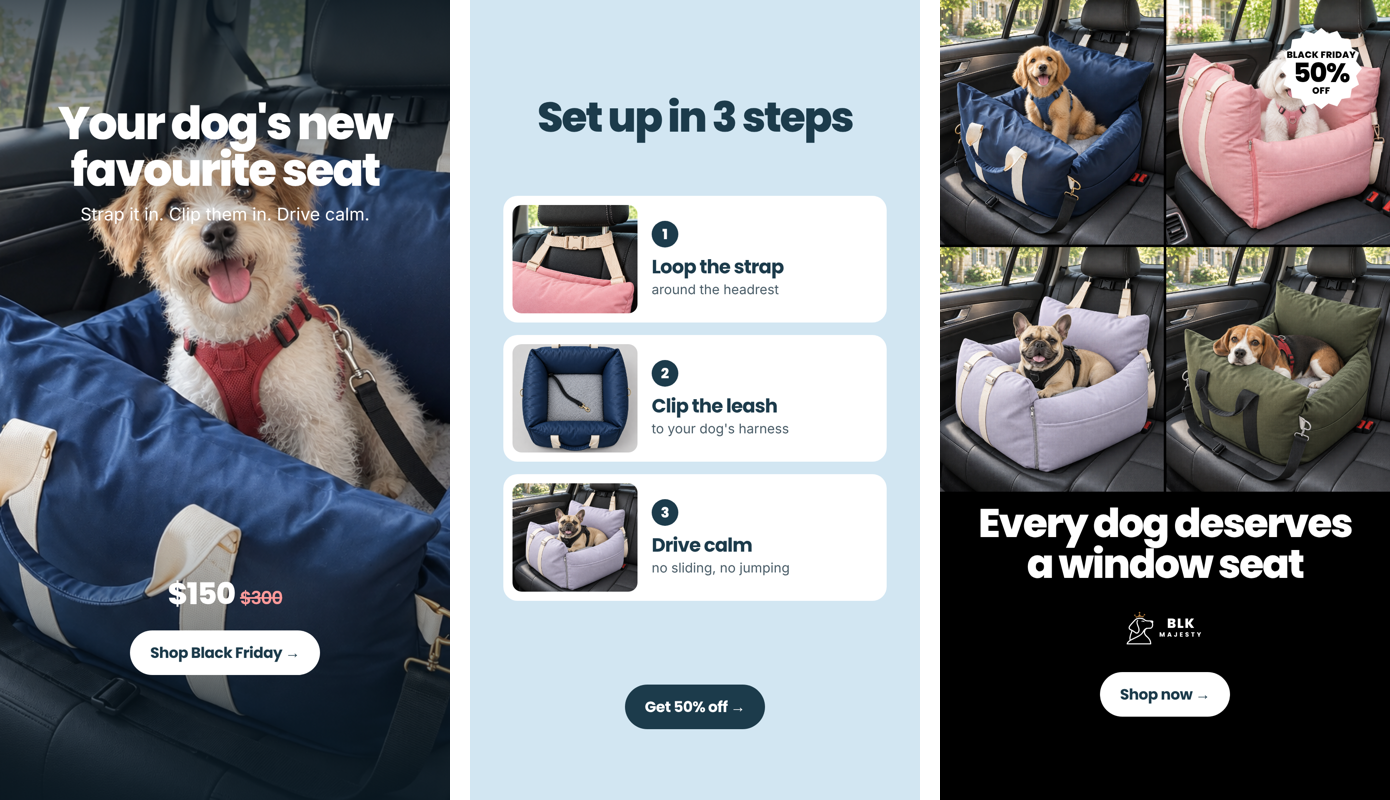 Your dog's new
favourite seat
Strap it in. Clip them in. Drive calm.
$150 $300
Shop Black Friday →
Set up in 3 steps
1
Loop the strap
around the headrest
2
Clip the leash
to your dog's harness
3
Drive calm
no sliding, no jumping
Get 50% off →
BLACK FRIDAY
50%
OFF
Every dog deserves
a window seat
BLK
MAJESTY
Shop now →